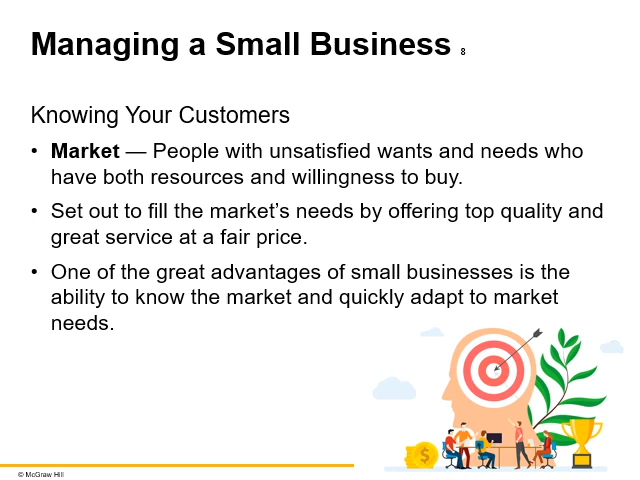 Managing a Small Business 8
Knowing Your Customers
• Market — People with unsatisfied wants and needs who
have both resources and willingness to buy.
• Set out to fill the market’s needs by offering top quality and
great service at a fair price.
• One of the great advantages of small businesses is the
ability to know the market and quickly adapt to market
needs.
$
© McGraw Hill